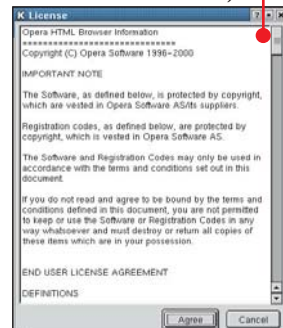 License
Opera HTML Browser Information
==============================
Copyright (C) Opera Software 1996-2000
IMPORTANT NOTE
The Software, as defined below, is protected by copyright,
which are vested in Opera Software AS/its suppliers.
Registration codes, as defined below, are protected by
copyright, which is vested in Opera Software AS.
The Software and Registration Codes may only be used in
accordance with the terms and conditions set out in this
document.
If you do not read and agree to be bound by the terms and
conditions defined in this document, you are not permitted
to keep or use the Software or Registration Codes in any
way whatsoever and must destroy or return all copies of
these items which are in your possession.
END USER LICENSE AGREEMENT
DEFINITIONS
Agree
Cancel